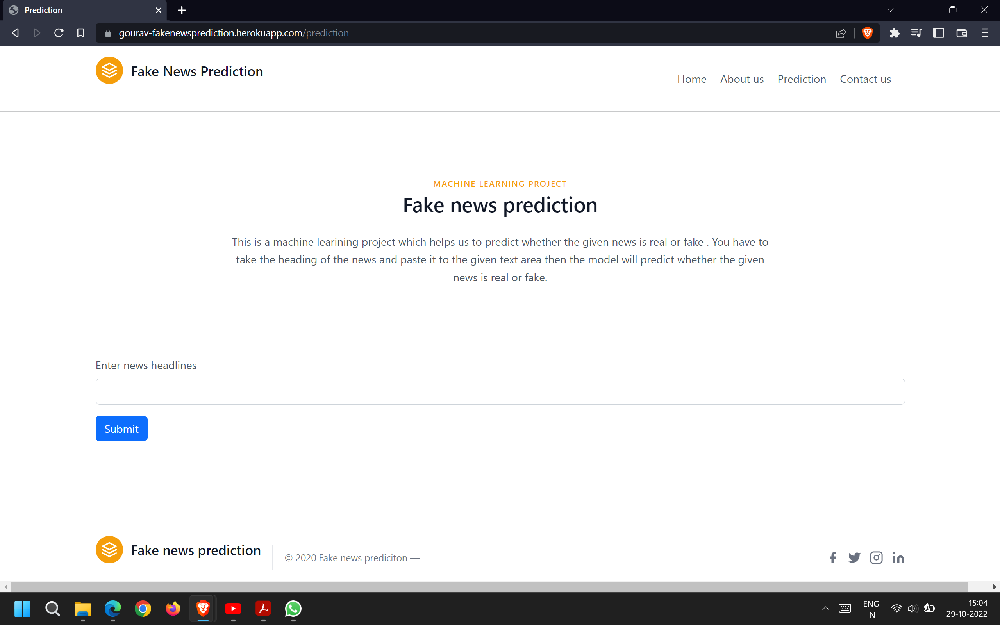 Prediction
gourav-fakenewsprediction.herokuapp.com/prediction
Fake News Prediction
Home About us Prediction Contact us
MACHINE LEARNING PROJECT
Fake news prediction
This is a machine learining project which helps us to predict whether the given news is real or fake . You have to
take the heading of the news and paste it to the given text area then the model will predict whether the given
news is real or fake.
Enter news headlines
Submit
Fake news prediction
© 2020 Fake news prediciton —
ENG
IN
15:04
29-10-2022